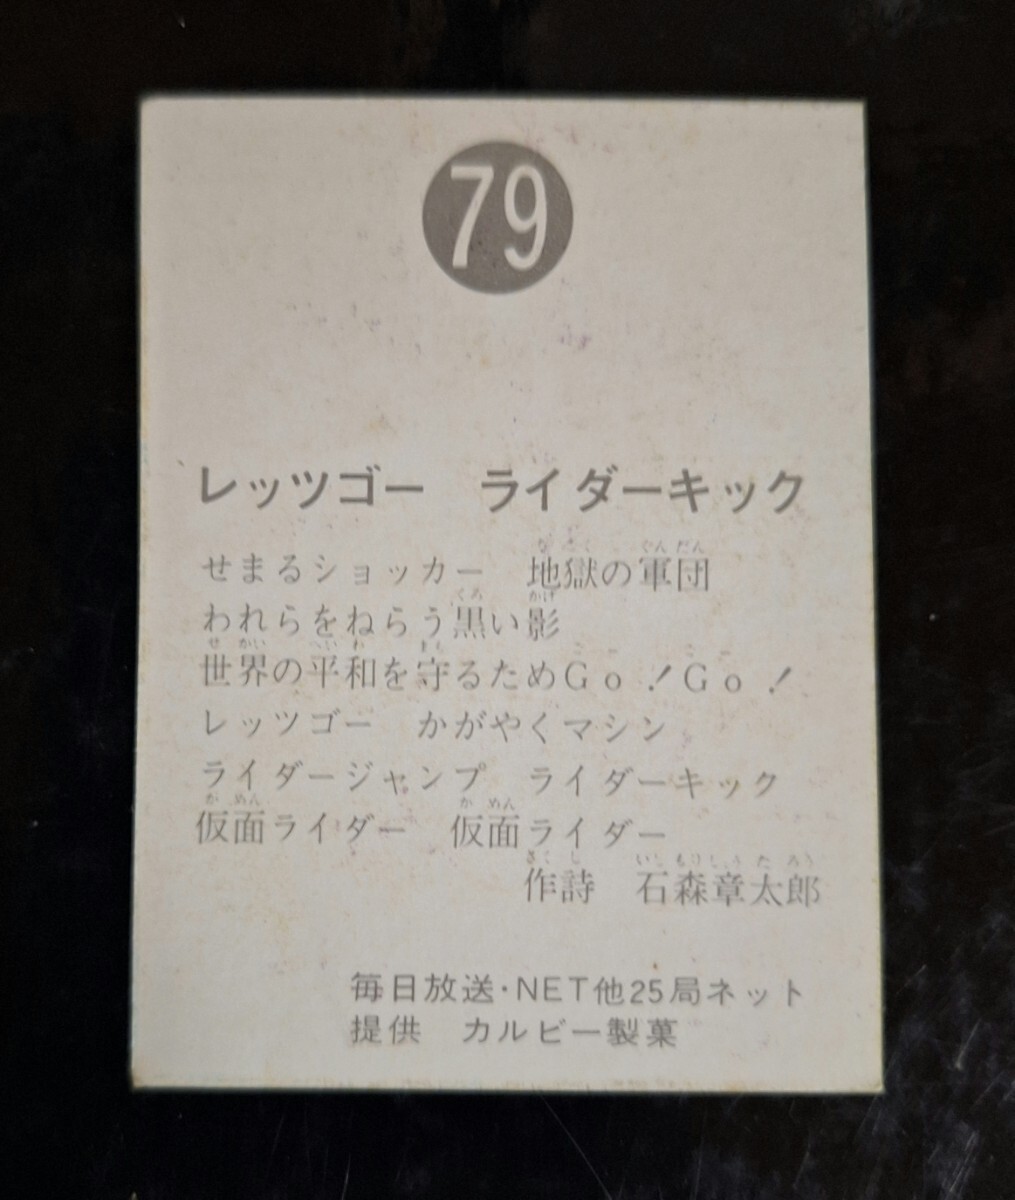 79
レッツゴー　ライダーキック
せまるショッカー　地獄の軍団
われらをねらう黒い影
世界の平和を守るためGo！Go！
レッツゴー　かがやくマシン
ライダージャンプ　ライダーキック
仮面ライダー　仮面ライダー
作詩　石森章太郎
毎日放送・NET他25局ネット
提供　カルビー製菓